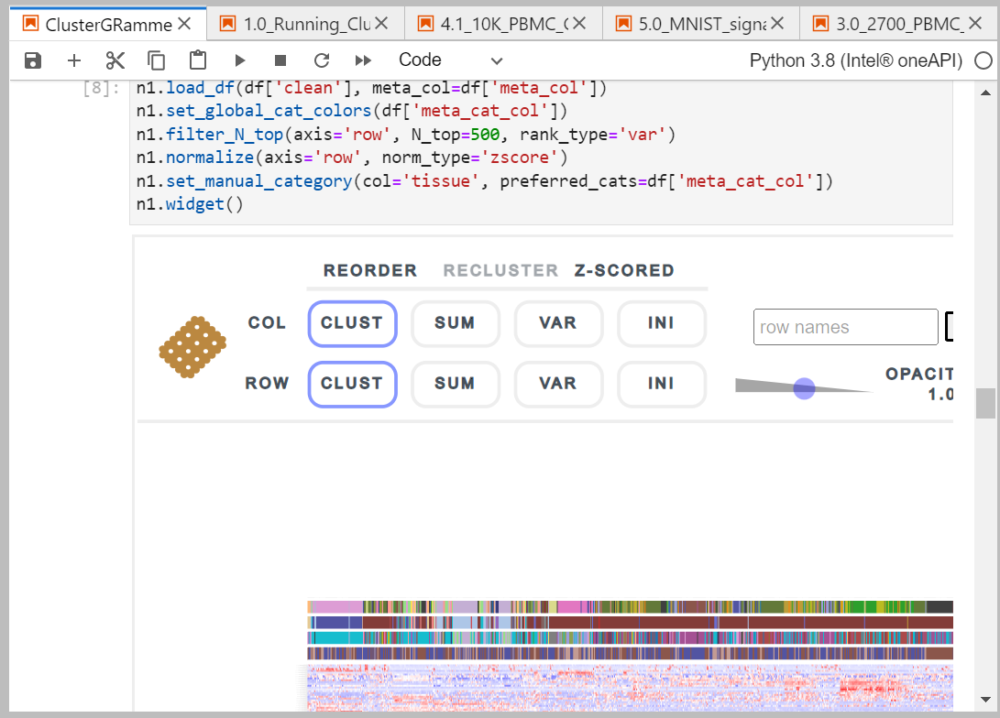 ClusterGRamme 1.0_Running_Clu 4.1_10K_PBMC_ 5.0_MNIST_signa 3.0_2700_PBMC_
Code Python 3.8 (Intel® oneAPI)
[8]: n1.load_df(df['clean'], meta_col=df['meta_col'])
n1.set_global_cat_colors(df['meta_cat_col'])
n1.filter_N_top(axis='row', N_top=500, rank_type='var')
n1.normalize(axis='row', norm_type='zscore')
n1.set_manual_category(col='tissue', preferred_cats=df['meta_cat_col'])
n1.widget()
REORDER RECLUSTER Z-SCORED
COL CLUST SUM VAR INI row names
ROW CLUST SUM VAR INI OPACIT
1.0